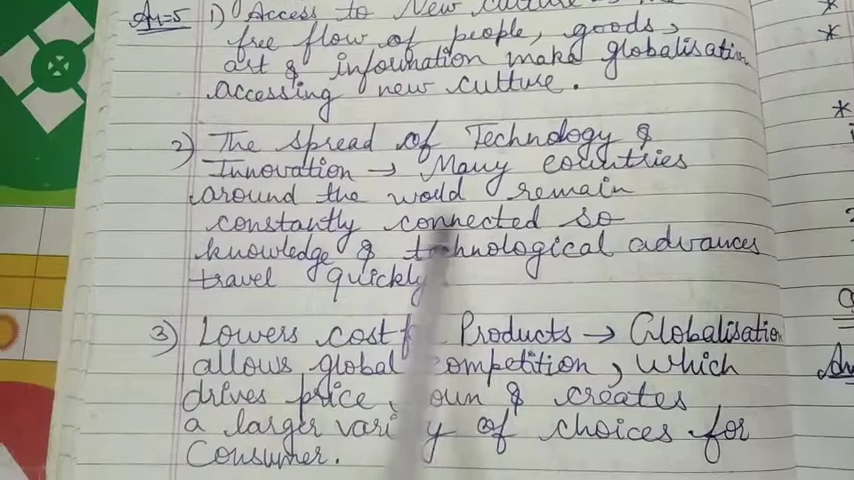 Ans=5 1) Access to New Culture
free flow of people, goods,
art & information make globalisation
accessing new culture.
2) The spread of Technology &
Innovation → Many countries
around the world remain
constantly connected so
knowledge & technological advances
travel quickly
3) Lowers cost Products → Globalisation
allows global competition, which
drives price & creates
a larger of choices for
Consumer.